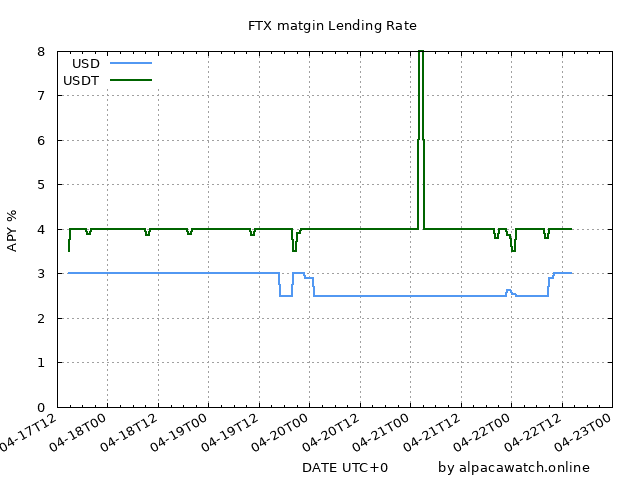 FTX matgin Lending Rate
USD
USDT
8
7
6
5
4
3
2
1
0
APY %
04-17T12
04-18T00
04-18T12
04-19T00
04-19T12
04-20T00
04-20T12
04-21T00
04-21T12
04-22T00
04-22T12
04-23T00
DATE UTC+0
by alpacawatch.online